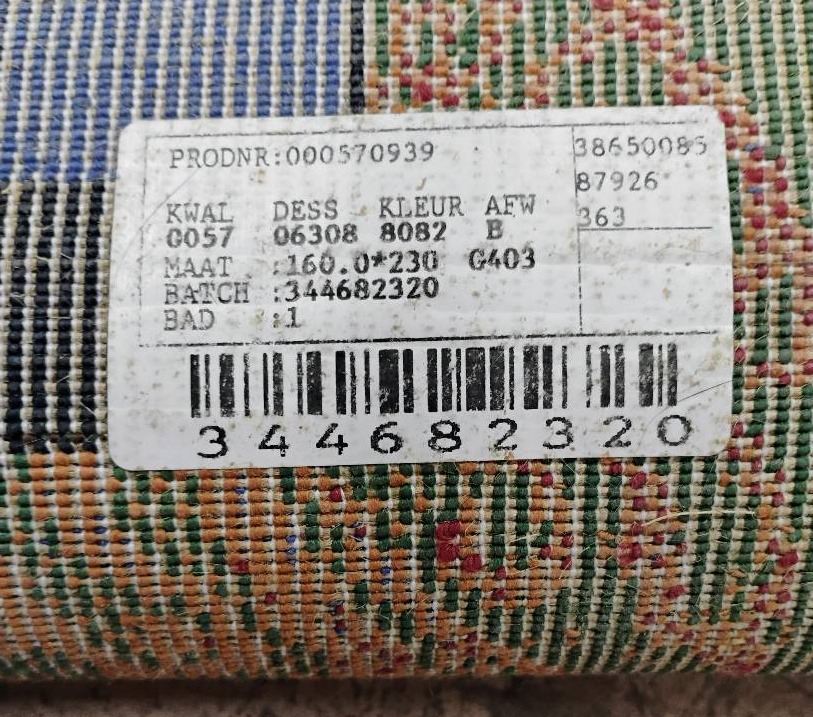 PRODNR:000570939
38650085
87926
363
KWAL DESS KLEUR AFW
0057 06308 8082 B
MAAT :160.0*230 G403
BATCH :344682320
BAD :1
344682320